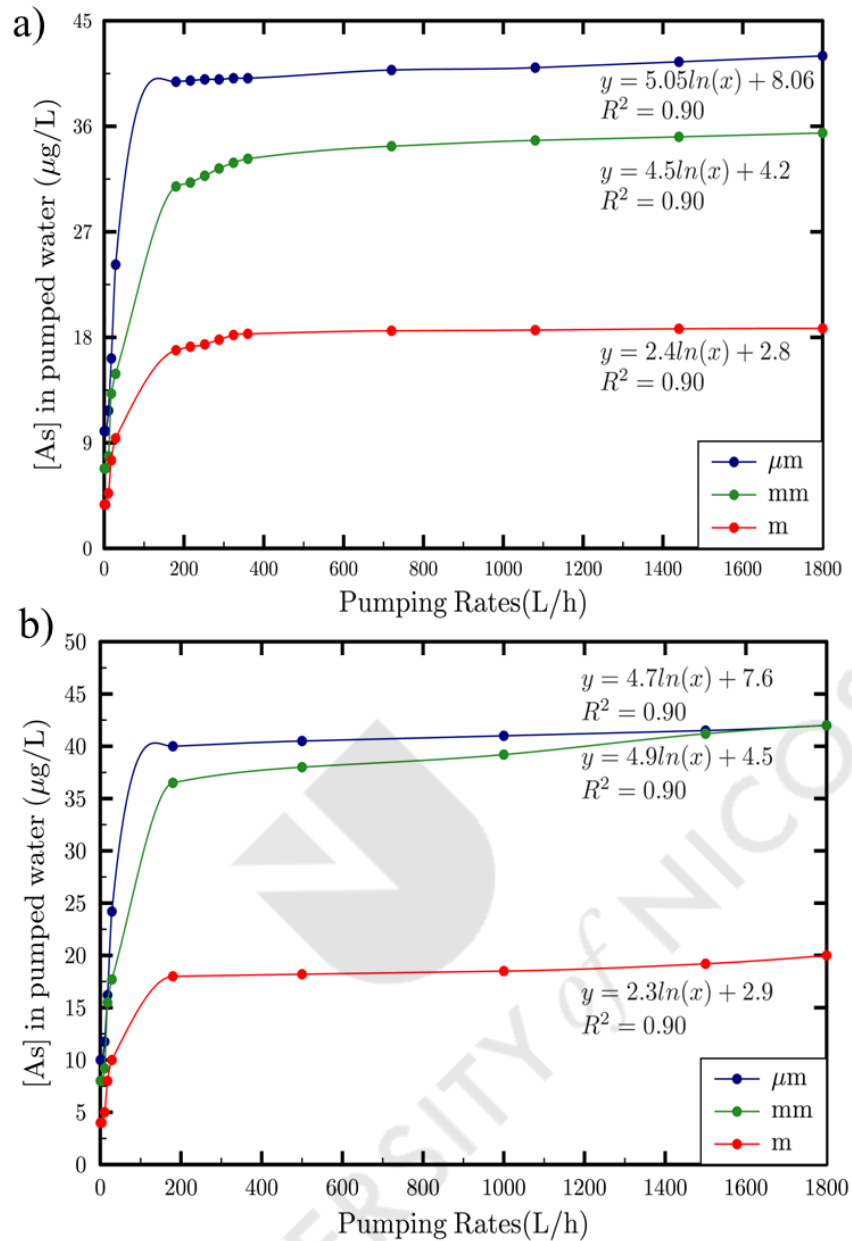 a)
45
36
27
18
9
0
[As] in pumped water (μg/L)
y = 5.05ln(x) + 8.06
R² = 0.90
y = 4.5ln(x) + 4.2
R² = 0.90
y = 2.4ln(x) + 2.8
R² = 0.90
μm
mm
m
0 200 400 600 800 1000 1200 1400 1600 1800
Pumping Rates(L/h)
b)
50
45
40
35
30
25
20
15
10
5
0
[As] in pumped water (μg/L)
y = 4.7ln(x) + 7.6
R² = 0.90
y = 4.9ln(x) + 4.5
R² = 0.90
y = 2.3ln(x) + 2.9
R² = 0.90
μm
mm
m
0 200 400 600 800 1000 1200 1400 1600 1800
Pumping Rates(L/h)
ERSITY of NICOS